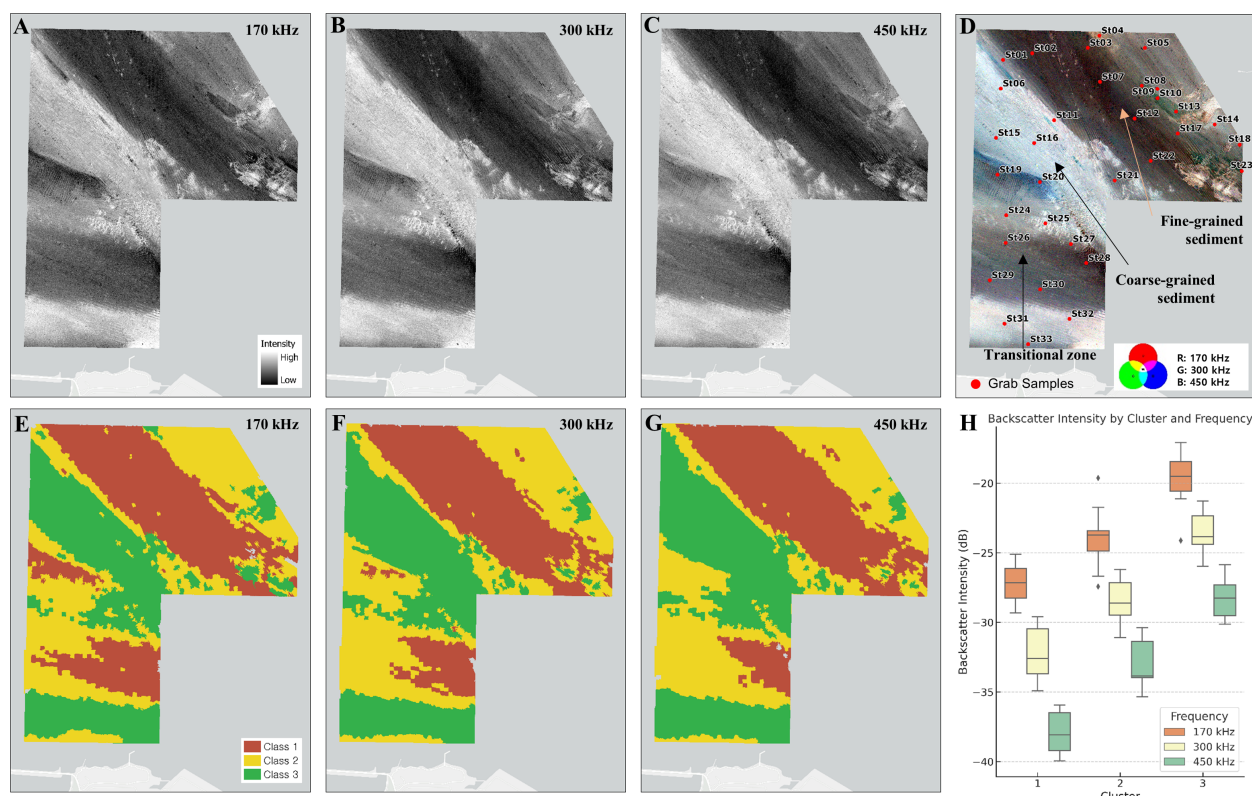 A
170 kHz
Intensity
High
Low
B
300 kHz
C
450 kHz
D
St04
St03
St05
St02
St01
St06
St07
St08
St09
St10
St13
St11
St12
St14
St15
St16
St17
St18
St22
St23
St19
St20
St21
St24
St25
Fine-grained
sediment
St26
St27
St28
Coarse-grained
sediment
St29
St30
St31
St32
St33
Transitional zone
Grab Samples
R: 170 kHz
G: 300 kHz
B: 450 kHz
E
170 kHz
Class 1
Class 2
Class 3
F
300 kHz
G
450 kHz
H
Backscatter Intensity by Cluster and Frequency
Backscatter Intensity (dB)
−20
−25
−30
−35
−40
1
2
3
Cluster
Frequency
170 kHz
300 kHz
450 kHz